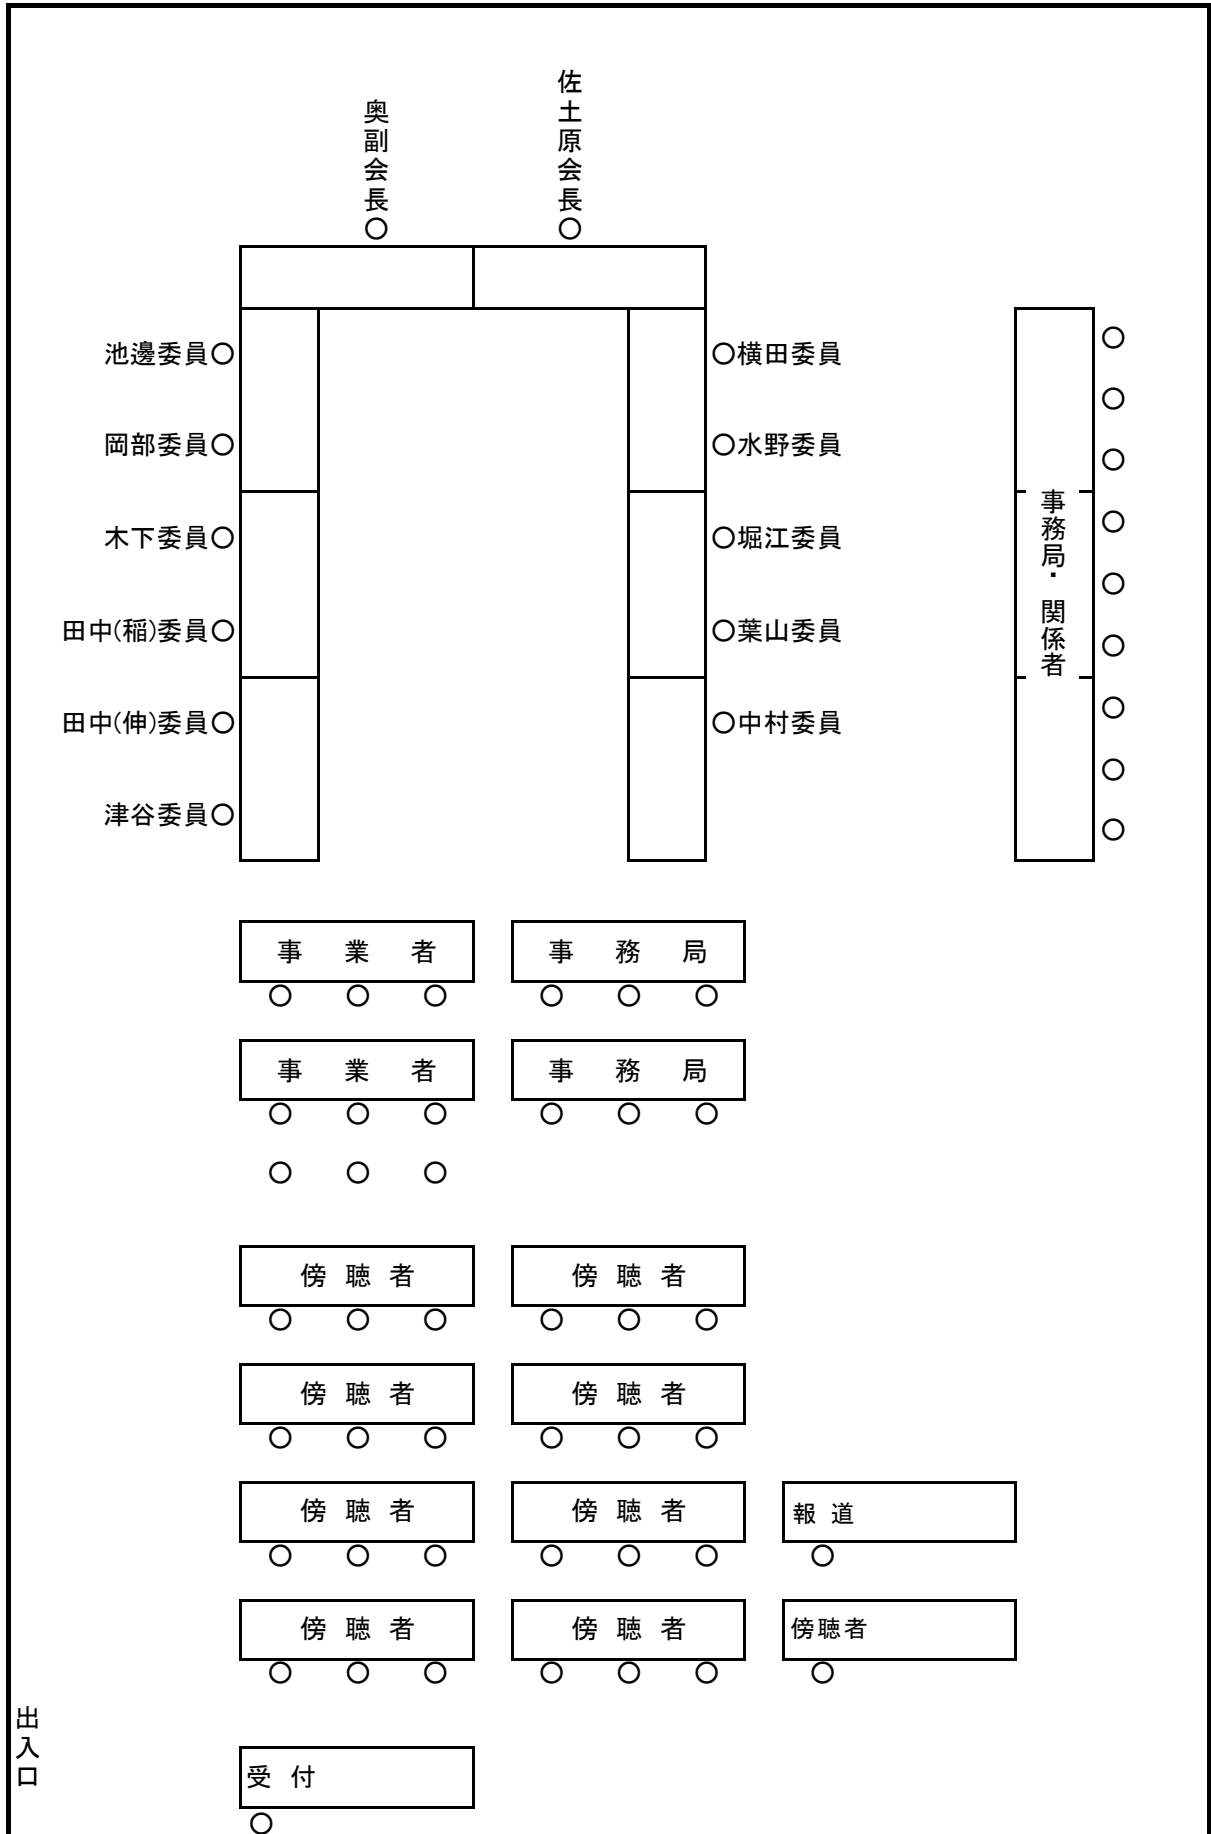 奥副会長○
佐土原会長○
池邊委員○
○横田委員
岡部委員○
○水野委員
木下委員○
○堀江委員
田中(稲)委員○
○葉山委員
田中(伸)委員○
○中村委員
津谷委員○
事務局・関係者
事業者
事務局
事業者
事務局
傍聴者
傍聴者
傍聴者
傍聴者
傍聴者
傍聴者
報道
傍聴者
傍聴者
傍聴者
出入口
受付